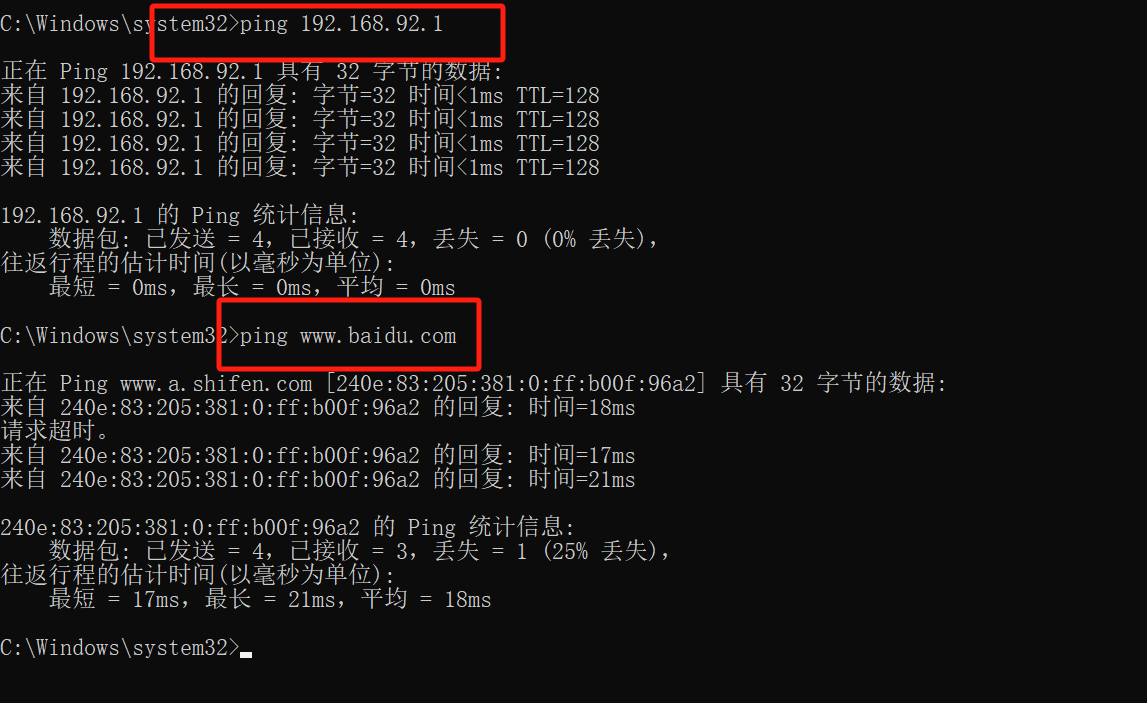 C:\Windows\system32>ping 192.168.92.1
正在 Ping 192.168.92.1 具有 32 字节的数据:
来自 192.168.92.1 的回复: 字节=32 时间<1ms TTL=128
来自 192.168.92.1 的回复: 字节=32 时间<1ms TTL=128
来自 192.168.92.1 的回复: 字节=32 时间<1ms TTL=128
来自 192.168.92.1 的回复: 字节=32 时间<1ms TTL=128
192.168.92.1 的 Ping 统计信息:
数据包: 已发送 = 4，已接收 = 4，丢失 = 0 (0% 丢失)，
往返行程的估计时间(以毫秒为单位):
最短 = 0ms，最长 = 0ms，平均 = 0ms
C:\Windows\system32>ping www.baidu.com
正在 Ping www.a.shifen.com [240e:83:205:381:0:ff:b00f:96a2] 具有 32 字节的数据:
来自 240e:83:205:381:0:ff:b00f:96a2 的回复: 时间=18ms
请求超时。
来自 240e:83:205:381:0:ff:b00f:96a2 的回复: 时间=17ms
来自 240e:83:205:381:0:ff:b00f:96a2 的回复: 时间=21ms
240e:83:205:381:0:ff:b00f:96a2 的 Ping 统计信息:
数据包: 已发送 = 4，已接收 = 3，丢失 = 1 (25% 丢失)，
往返行程的估计时间(以毫秒为单位):
最短 = 17ms，最长 = 21ms，平均 = 18ms
C:\Windows\system32>